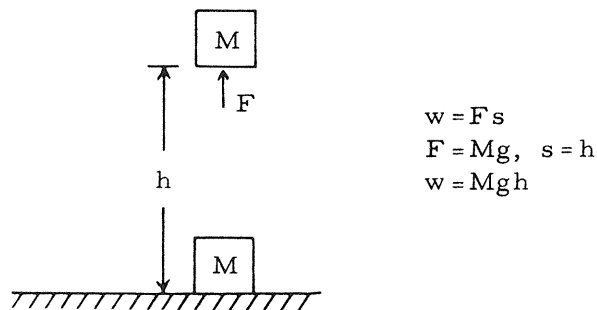 M
F
h
M
w = Fs
F = Mg, s = h
w = Mgh